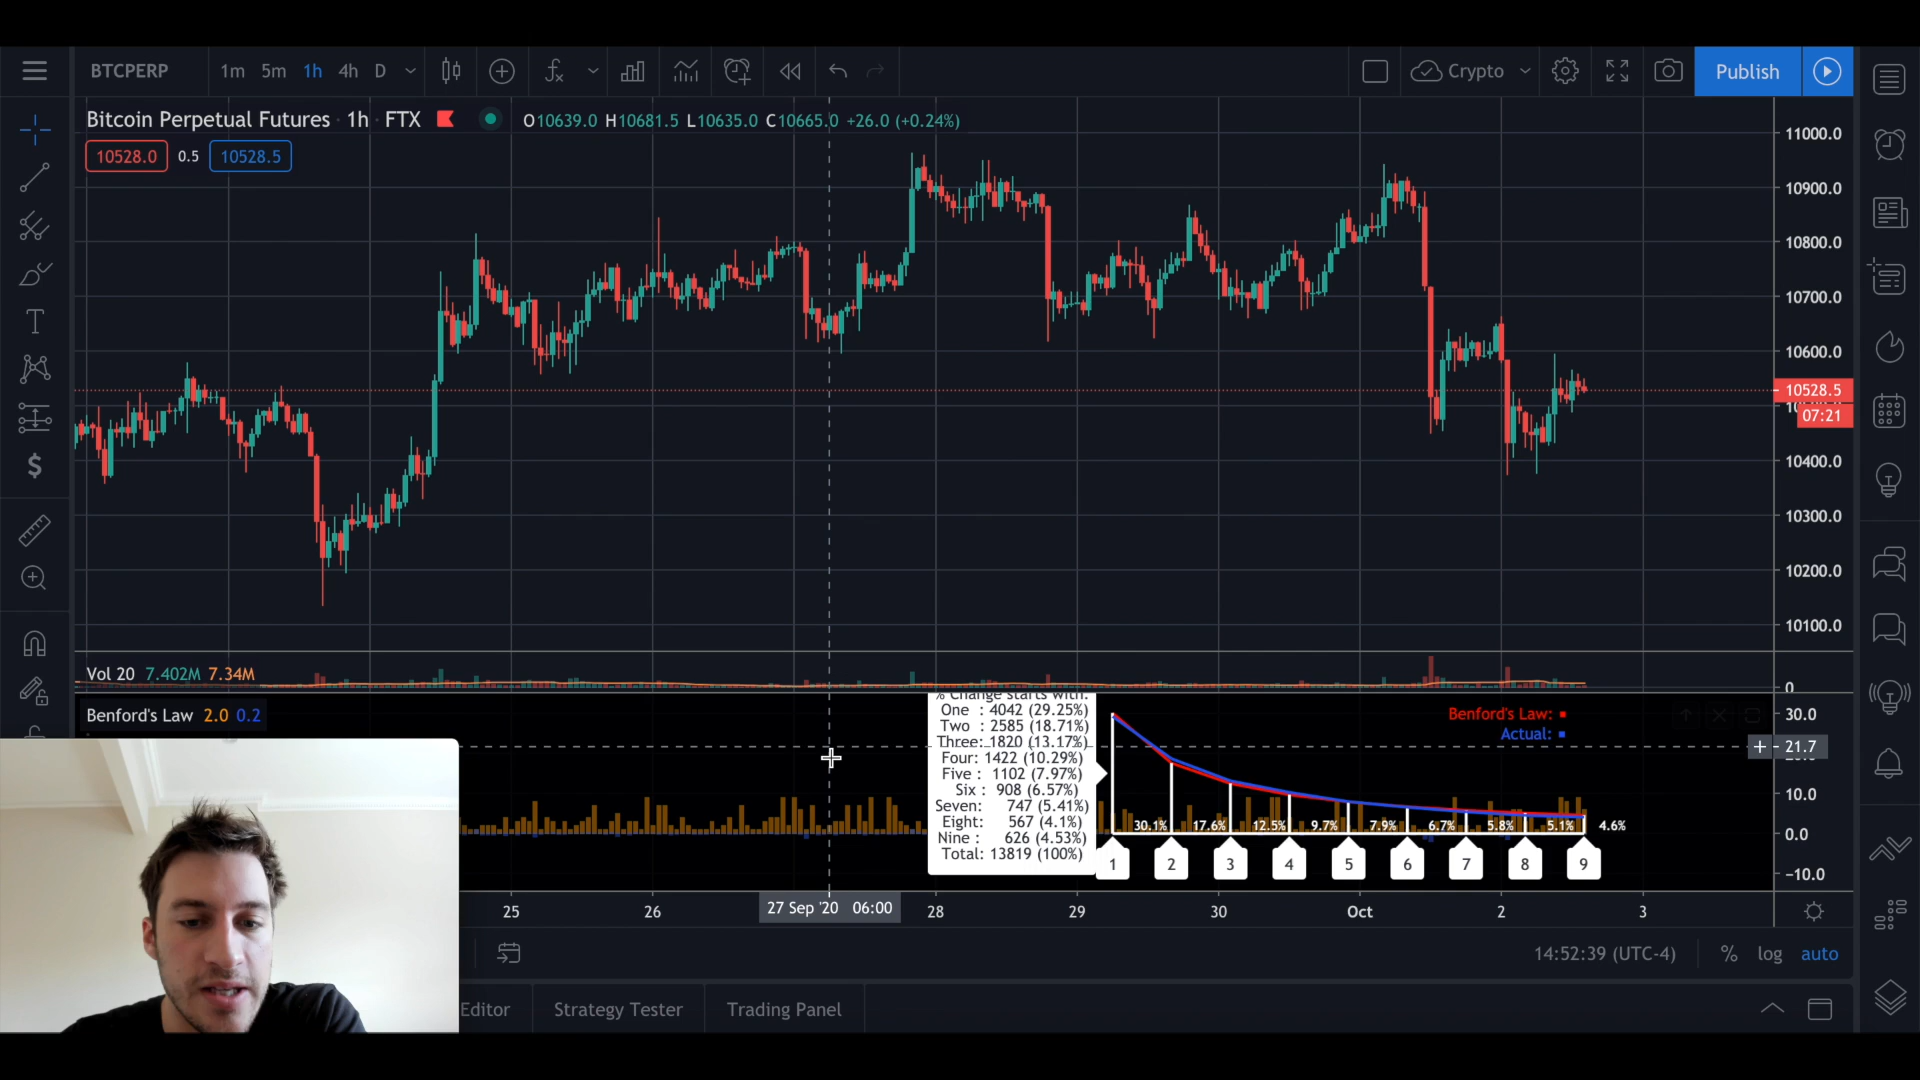 BTCPERP 1m 5m 1h 4h D Crypto Publish
Bitcoin Perpetual Futures · 1h · FTX O10639.0 H10681.5 L10635.0 C10665.0 +26.0 (+0.24%)
10528.0 0.5 10528.5
11000.0
10900.0
10800.0
10700.0
10600.0
10528.5
07:21
10400.0
10300.0
10200.0
10100.0
Vol 20 7.402M 7.34M
0
Benford's Law 2.0 0.2
% Change starts with:
One : 4042 (29.25%)
Two : 2585 (18.71%)
Three: 1820 (13.17%)
Four: 1422 (10.29%)
Five : 1102 (7.97%)
Six : 908 (6.57%)
Seven: 747 (5.41%)
Eight: 567 (4.1%)
Nine : 626 (4.53%)
Total: 13819 (100%)
Benford's Law:
Actual:
30.0
21.7
10.0
0.0
−10.0
30.1% 17.6% 12.5% 9.7% 7.9% 6.7% 5.8% 5.1% 4.6%
1 2 3 4 5 6 7 8 9
25 26 27 Sep '20 06:00 28 29 30 Oct 2 3
14:52:39 (UTC-4) % log auto
Editor Strategy Tester Trading Panel